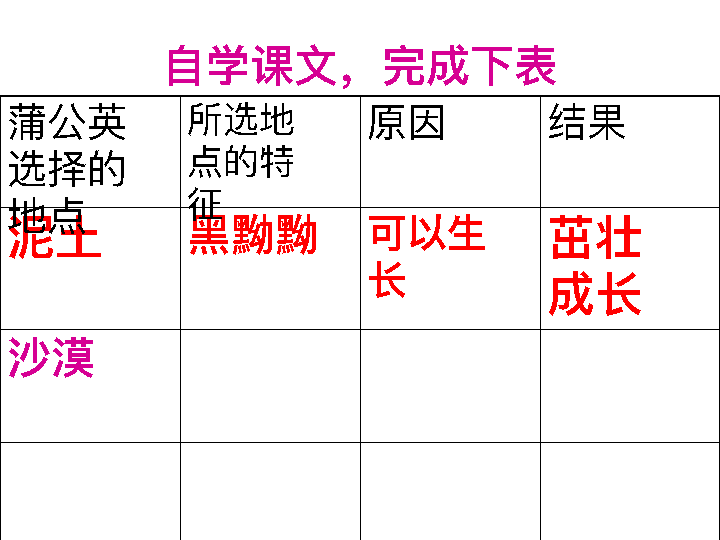 自学课文，完成下表
蒲公英
选择的
地点
所选地
点的特
征
原因
结果
泥土
黑黝黝
可以生
长
茁壮
成长
沙漠